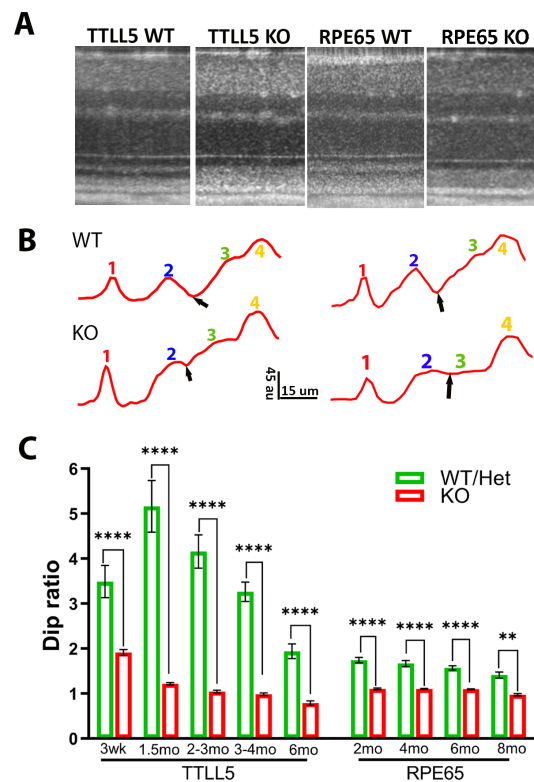 A
TTLL5 WT TTLL5 KO RPE65 WT RPE65 KO
B
WT
1 2 3 4
1 2 3 4
KO
1 2 3 4
1 2 3 4
45 au
15 um
C
Dip ratio
6
5
4
3
2
1
0
WT/Het
KO
**** **** **** **** ****
**** **** **** **
3wk 1.5mo 2-3mo 3-4mo 6mo 2mo 4mo 6mo 8mo
TTLL5 RPE65